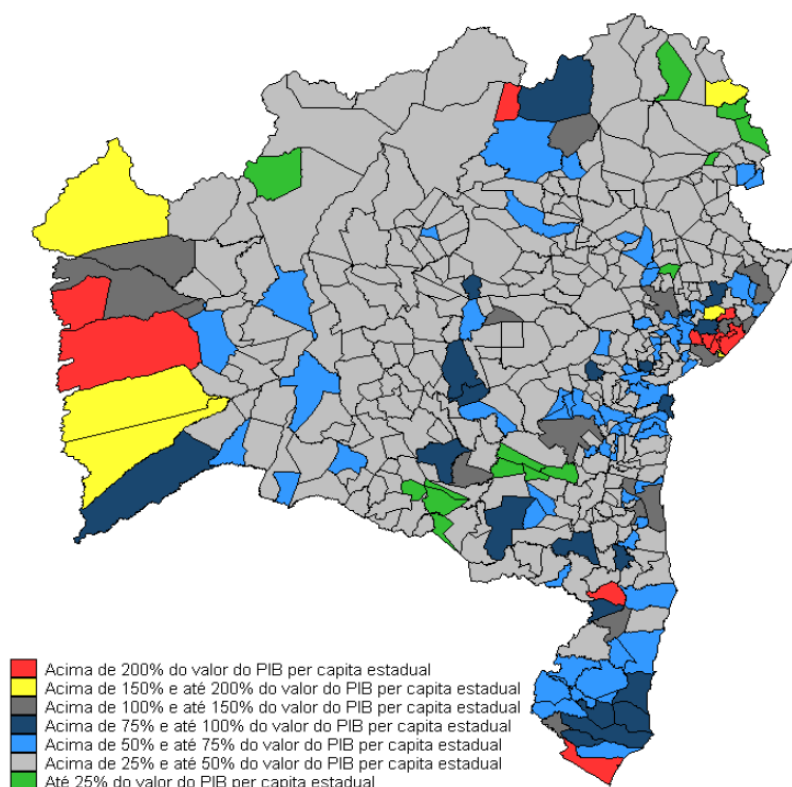 Acima de 200% do valor do PIB per capita estadual
Acima de 150% e até 200% do valor do PIB per capita estadual
Acima de 100% e até 150% do valor do PIB per capita estadual
Acima de 75% e até 100% do valor do PIB per capita estadual
Acima de 50% e até 75% do valor do PIB per capita estadual
Acima de 25% e até 50% do valor do PIB per capita estadual
Até 25% do valor do PIB per capita estadual